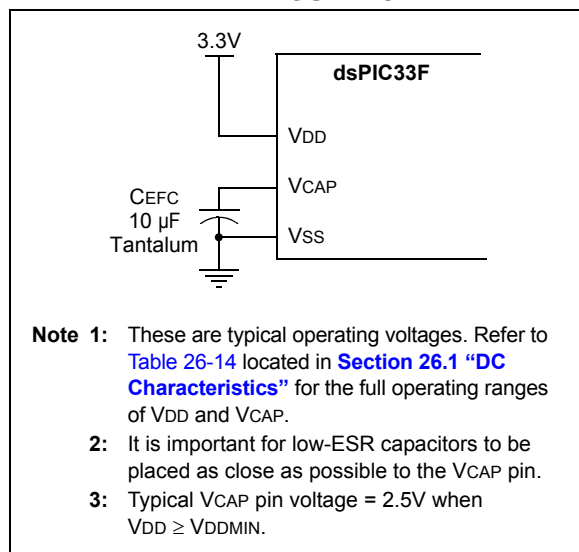 3.3V
dsPIC33F
VDD
VCAP
CEFC
10 µF
Tantalum
VSS
Note 1: These are typical operating voltages. Refer to
Table 26-14 located in Section 26.1 “DC
Characteristics” for the full operating ranges
of VDD and VCAP.
2: It is important for low-ESR capacitors to be
placed as close as possible to the VCAP pin.
3: Typical VCAP pin voltage = 2.5V when
VDD ≥ VDDMIN.